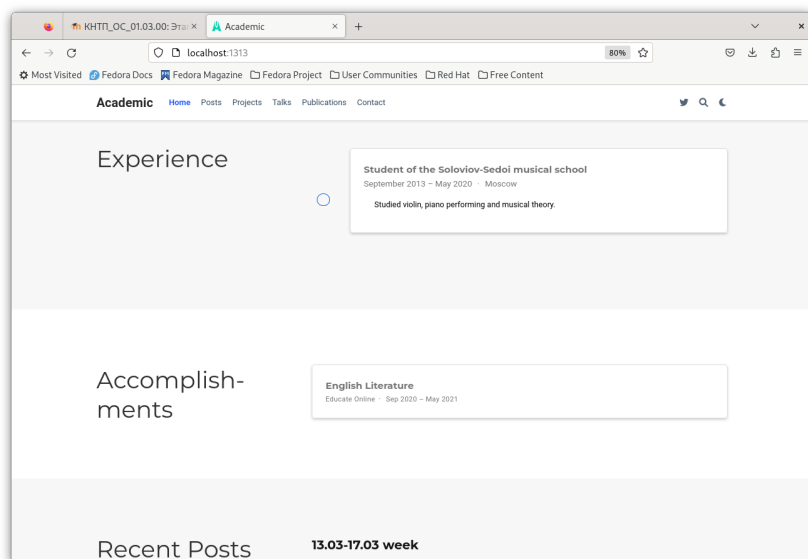 КНТП_ОС_01.03.00: Эта
Academic
localhost:1313
80%
Most Visited Fedora Docs Fedora Magazine Fedora Project User Communities Red Hat Free Content
Academic Home Posts Projects Talks Publications Contact
Experience
Student of the Soloviov-Sedoi musical school
September 2013 – May 2020 · Moscow
Studied violin, piano performing and musical theory.
Accomplish-
ments
English Literature
Educate Online · Sep 2020 – May 2021
Recent Posts
13.03-17.03 week